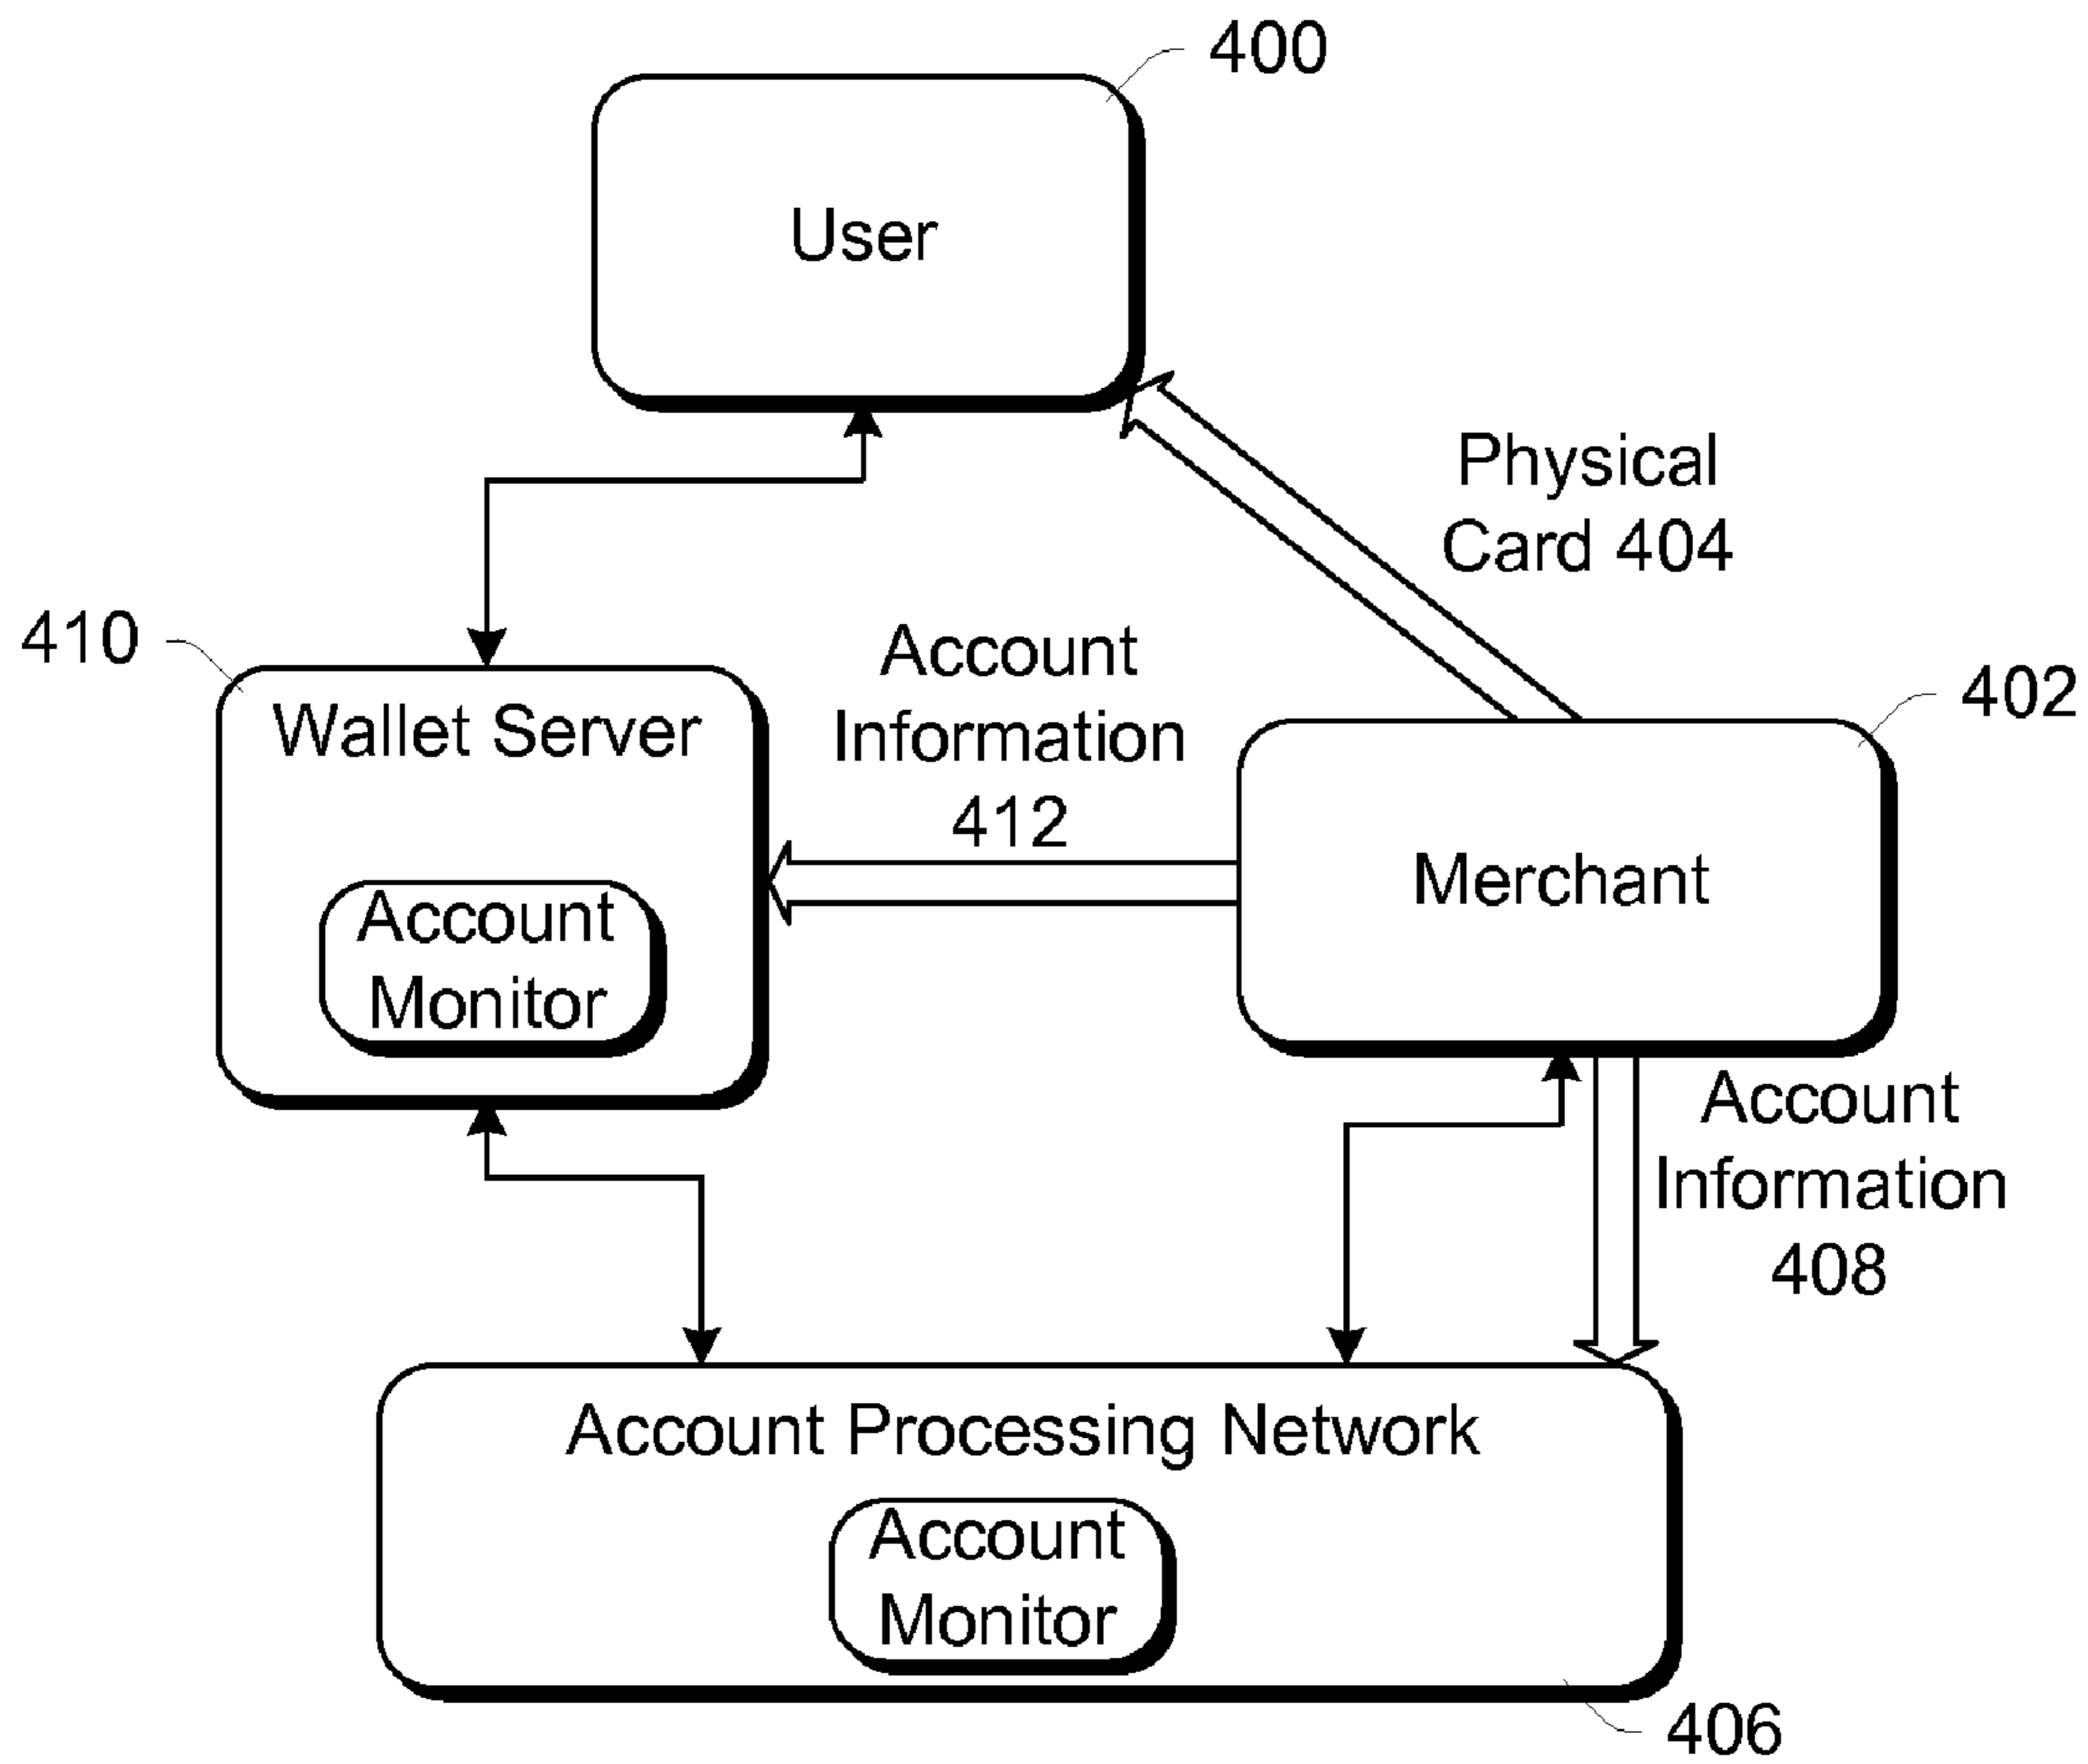 400
User
Physical
Card 404
410
Account
Information
412
402
Wallet Server
Merchant
Account
Monitor
Account
Information
408
Account Processing Network
Account
Monitor
406